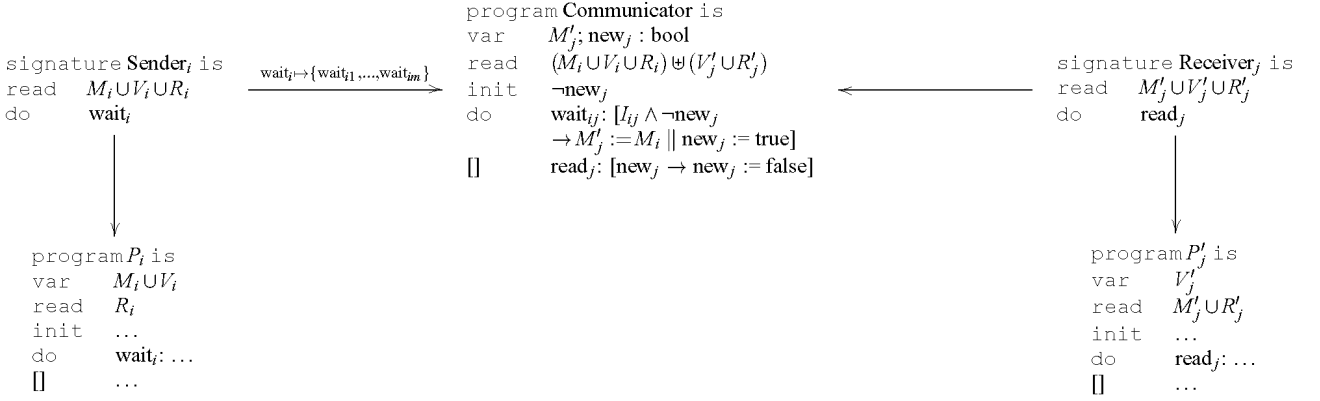 program Communicator is
var M′j; newj : bool
read (Mi∪Vi∪Ri)⊎(V′j∪R′j)
init ¬newj
do waitij: [Iij ∧¬newj
→M′j :=Mi ∥ newj := true]
[] readj: [newj → newj := false]
signature Senderi is
read Mi∪Vi∪Ri
do waiti
waiti↦{waiti1,...,waitim}
signature Receiverj is
read M′j∪V′j∪R′j
do readj
program Pi is
var Mi∪Vi
read Ri
init ...
do waiti: ...
[] ...
program P′j is
var V′j
read M′j∪R′j
init ...
do readj: ...
[] ...